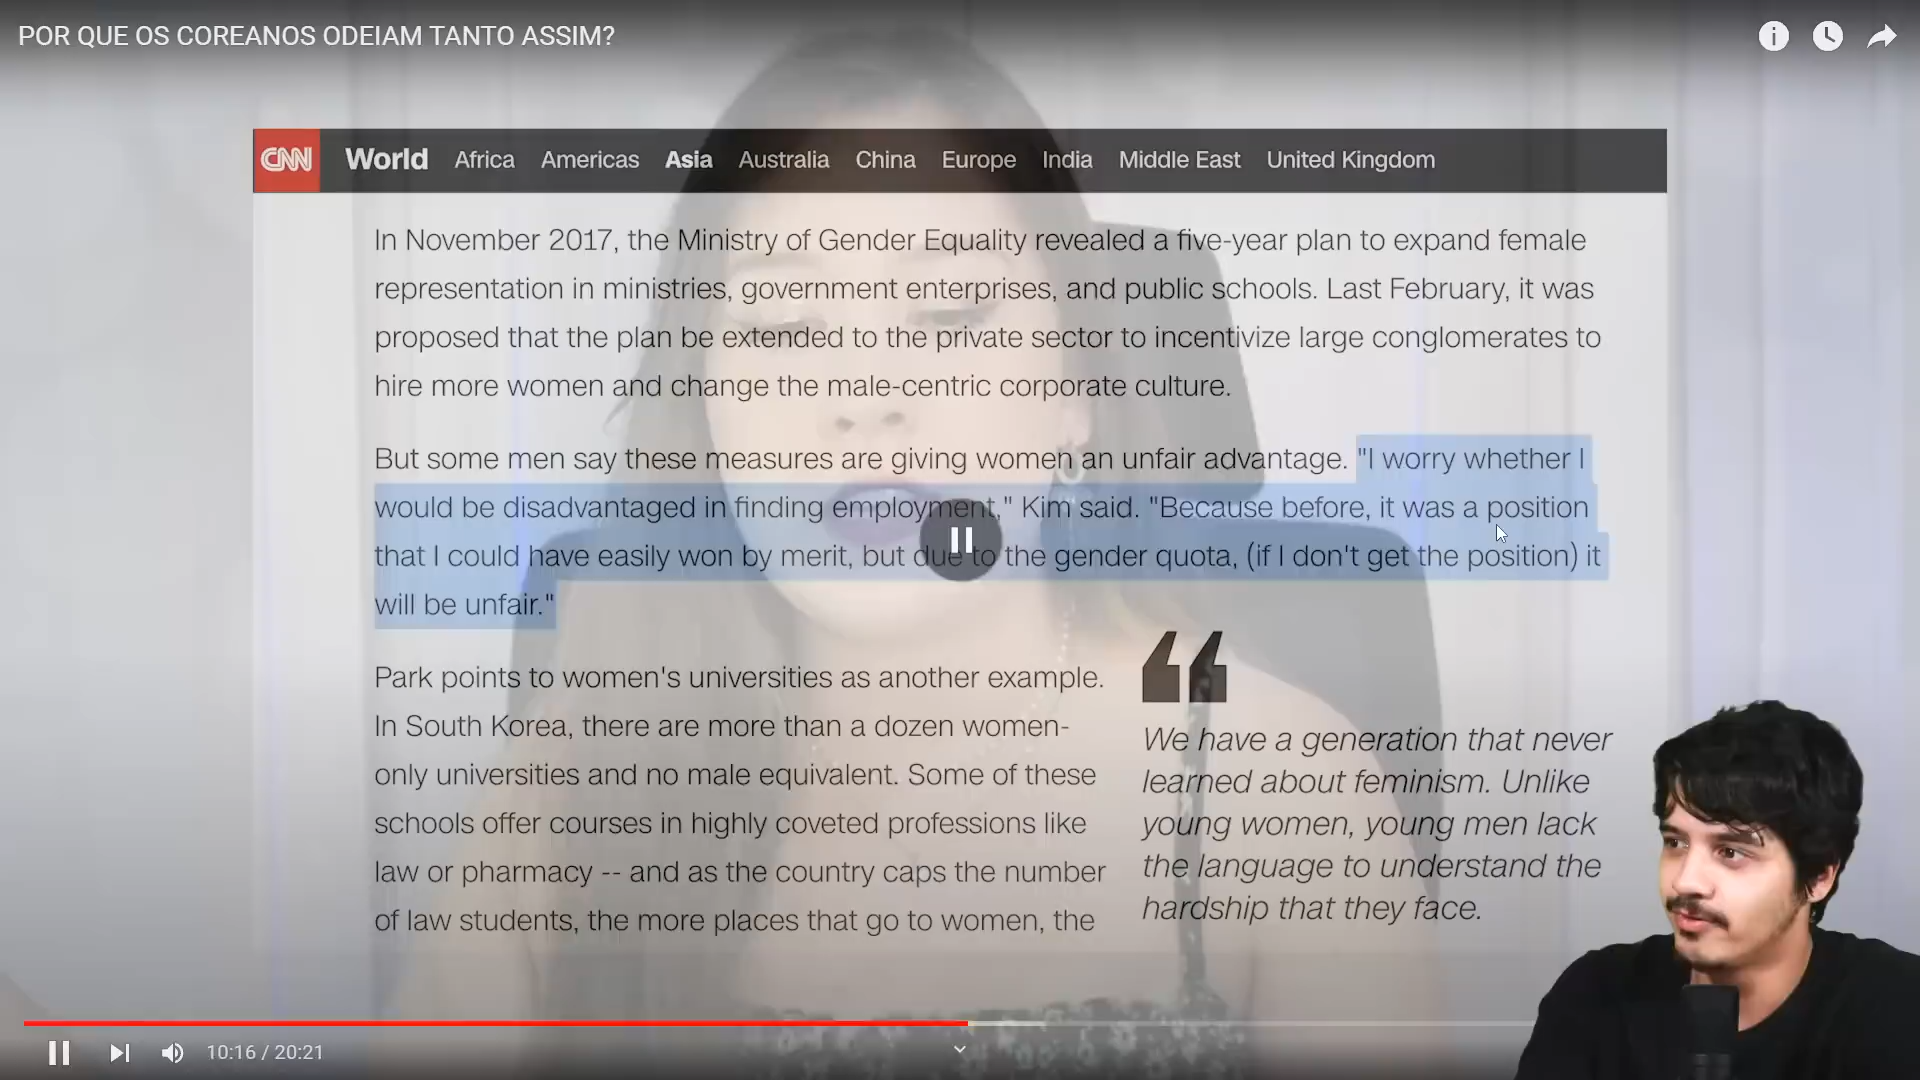 POR QUE OS COREANOS ODEIAM TANTO ASSIM?
CNN World Africa Americas Asia Australia China Europe India Middle East United Kingdom
In November 2017, the Ministry of Gender Equality revealed a five-year plan to expand female
representation in ministries, government enterprises, and public schools. Last February, it was
proposed that the plan be extended to the private sector to incentivize large conglomerates to
hire more women and change the male-centric corporate culture.
But some men say these measures are giving women an unfair advantage. "I worry whether I
would be disadvantaged in finding employment," Kim said. "Because before, it was a position
that I could have easily won by merit, but due to the gender quota, (if I don't get the position) it
will be unfair."
Park points to women's universities as another example.
In South Korea, there are more than a dozen women-
only universities and no male equivalent. Some of these
schools offer courses in highly coveted professions like
law or pharmacy -- and as the country caps the number
of law students, the more places that go to women, the
“
We have a generation that never
learned about feminism. Unlike
young women, young men lack
the language to understand the
hardship that they face.
10:16 / 20:21